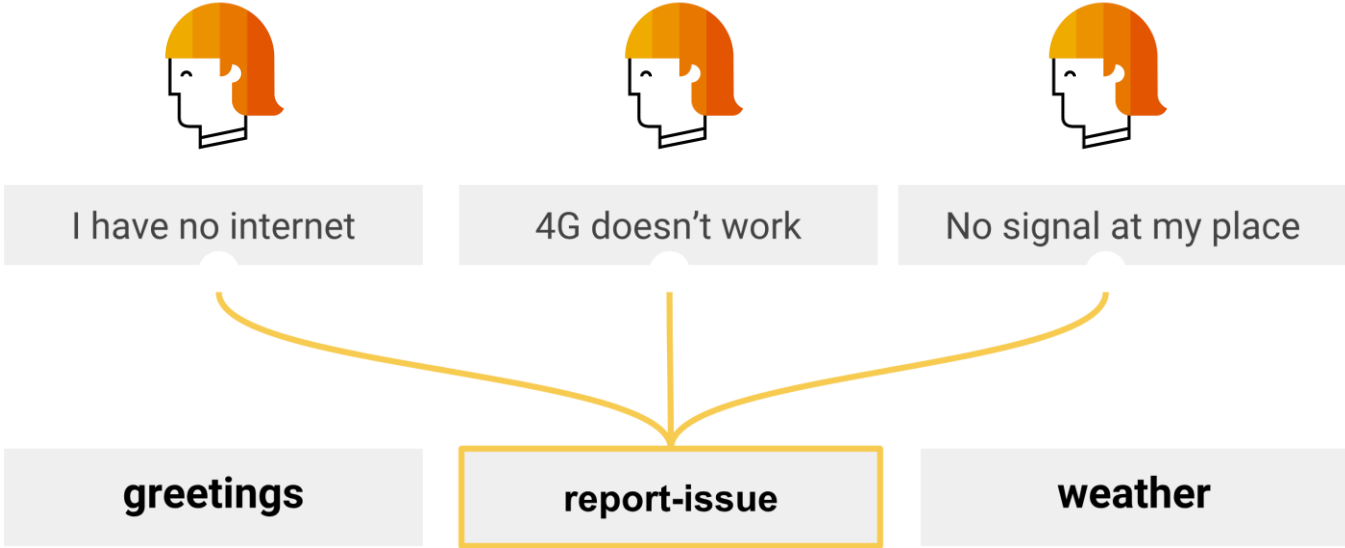 I have no internet
4G doesn’t work
No signal at my place
greetings
report-issue
weather